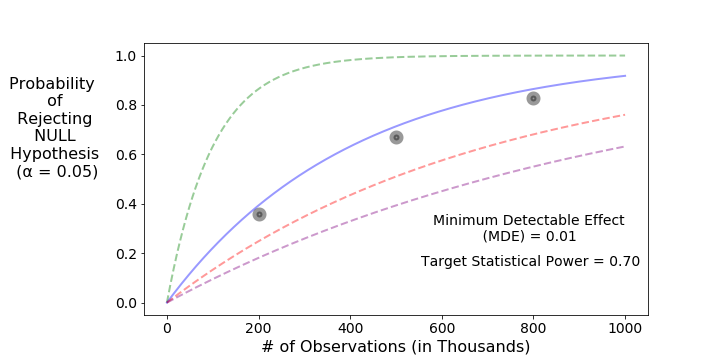 Probability
of
Rejecting
NULL
Hypothesis
(α = 0.05)
1.0
0.8
0.6
0.4
0.2
0.0
Minimum Detectable Effect
(MDE) = 0.01
Target Statistical Power = 0.70
0 200 400 600 800 1000
# of Observations (in Thousands)